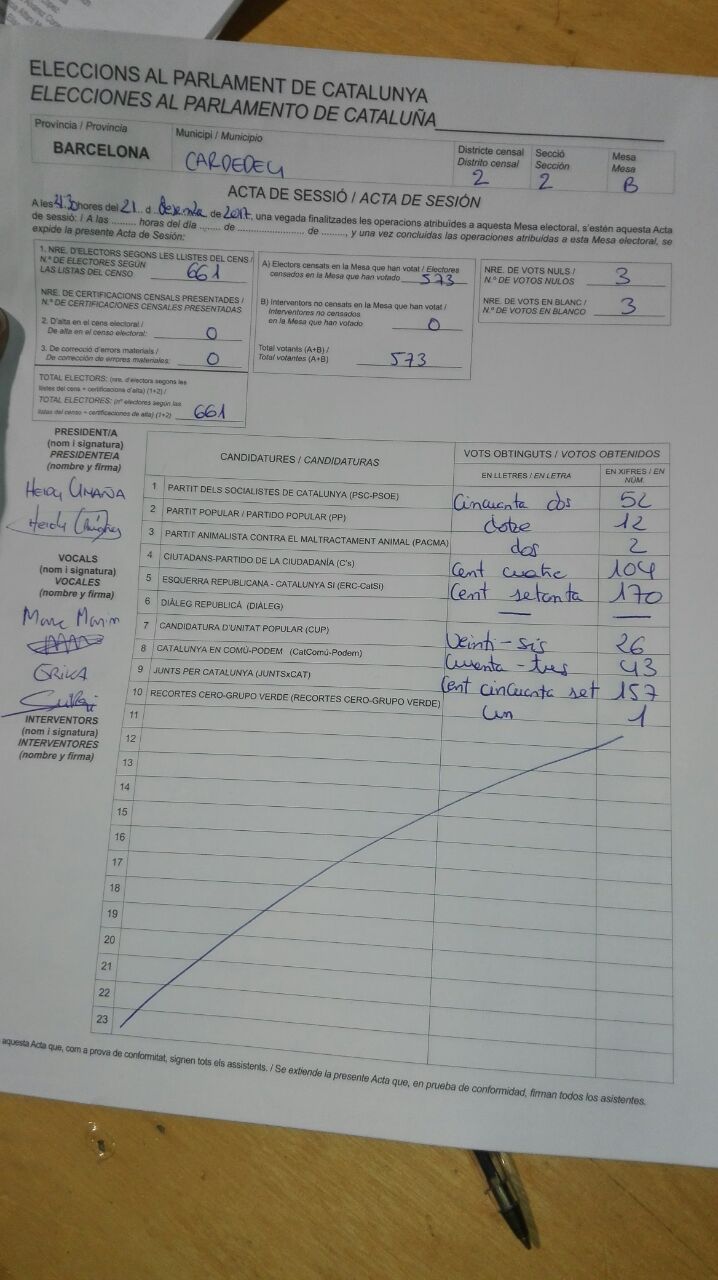 ELECCIONS AL PARLAMENT DE CATALUNYA
ELECCIONES AL PARLAMENTO DE CATALUÑA
Província / Provincia
BARCELONA
Municipi / Municipio
CARDEDEU
Districte censal
Distrito censal
2
Secció
Sección
2
Mesa
Mesa
B
ACTA DE SESSIÓ / ACTA DE SESIÓN
A les hores del 21 d de 2017, una vegada finalitzades les operacions atribuïdes a aquesta Mesa electoral, s'estén aquesta Acta
de sessió: / A las ......... horas del día ....... de ......................... de ........, y una vez concluidas las operaciones atribuidas a esta Mesa electoral, se
expide la presente Acta de Sesión:
1. NRE. D'ELECTORS SEGONS LES LLISTES DEL CENS /
N.º DE ELECTORES SEGÚN
LAS LISTAS DEL CENSO 661
NRE. DE CERTIFICACIONS CENSALS PRESENTADES /
N.º DE CERTIFICACIONES CENSALES PRESENTADAS
2. D'alta en el cens electoral /
De alta en el censo electoral: 0
3. De correcció d'errors materials /
De corrección de errores materiales: 0
TOTAL ELECTORS: (nre. d'electors segons les
llistes del cens + certificacions d'alta) (1+2) /
TOTAL ELECTORES: (nº electores según las
listas del censo + certificaciones de alta) (1+2) 661
A) Electors censats en la Mesa que han votat / Electores
censados en la Mesa que han votado 573
B) Interventors no censats en la Mesa que han votat /
Interventores no censados
en la Mesa que han votado 0
Total votants (A+B) /
Total votantes (A+B) 573
NRE. DE VOTS NULS /
N.º DE VOTOS NULOS 3
NRE. DE VOTS EN BLANC /
N.º DE VOTOS EN BLANCO 3
PRESIDENT/A
(nom i signatura)
PRESIDENTE/A
(nombre y firma)
HEIDY UMAÑA
Heidy
VOCALS
(nom i signatura)
VOCALES
(nombre y firma)
Marc Marin
ERIKA
INTERVENTORS
(nom i signatura)
INTERVENTORES
(nombre y firma)
CANDIDATURES / CANDIDATURAS
VOTS OBTINGUTS / VOTOS OBTENIDOS
EN LLETRES / EN LETRA
EN XIFRES / EN
NÚM.
1 PARTIT DELS SOCIALISTES DE CATALUNYA (PSC-PSOE) Cincuanta dos 52
2 PARTIT POPULAR / PARTIDO POPULAR (PP) dotze 12
3 PARTIT ANIMALISTA CONTRA EL MALTRACTAMENT ANIMAL (PACMA) dos 2
4 CIUTADANS-PARTIDO DE LA CIUDADANÍA (C's) Cent cuatre 104
5 ESQUERRA REPUBLICANA - CATALUNYA SI (ERC-CatSi) Cent setanta 170
6 DIÀLEG REPUBLICÀ (DIÀLEG) — —
7 CANDIDATURA D'UNITAT POPULAR (CUP) Veinti-sis 26
8 CATALUNYA EN COMÚ-PODEM (CatComú-Podem) 43
9 JUNTS PER CATALUNYA (JUNTSxCAT) Cent cincuanta set 157
10 RECORTES CERO-GRUPO VERDE (RECORTES CERO-GRUPO VERDE) Un 1
11
12
13
14
15
16
17
18
19
20
21
22
23
aquesta Acta que, com a prova de conformitat, signen tots els assistents. / Se extiende la presente Acta que, en prueba de conformidad, firman todos los asistentes.